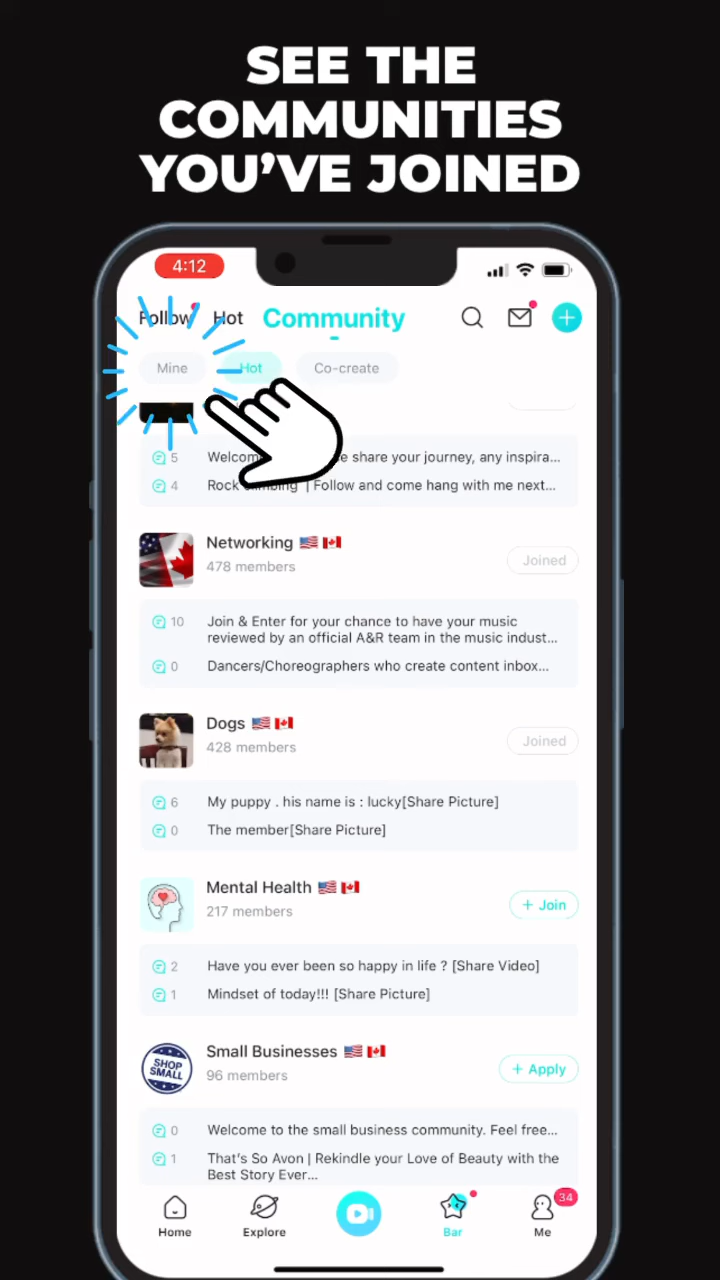 SEE THE
COMMUNITIES
YOU'VE JOINED
4:12
Follow Hot Community
Mine Hot Co-create
5 Welcom e share your journey, any inspira...
4 Rock climbing | Follow and come hang with me next...
Networking 🇺🇸 🇨🇦
478 members
Joined
10 Join & Enter for your chance to have your music
reviewed by an official A&R team in the music indust...
0 Dancers/Choreographers who create content inbox...
Dogs 🇺🇸 🇨🇦
428 members
Joined
6 My puppy . his name is : lucky[Share Picture]
0 The member[Share Picture]
Mental Health 🇺🇸 🇨🇦
217 members
+ Join
2 Have you ever been so happy in life ? [Share Video]
1 Mindset of today!!! [Share Picture]
SHOP
SMALL
Small Businesses 🇺🇸 🇨🇦
96 members
+ Apply
0 Welcome to the small business community. Feel free...
1 That's So Avon | Rekindle your Love of Beauty with the
Best Story Ever...
34
Home Explore Bar Me